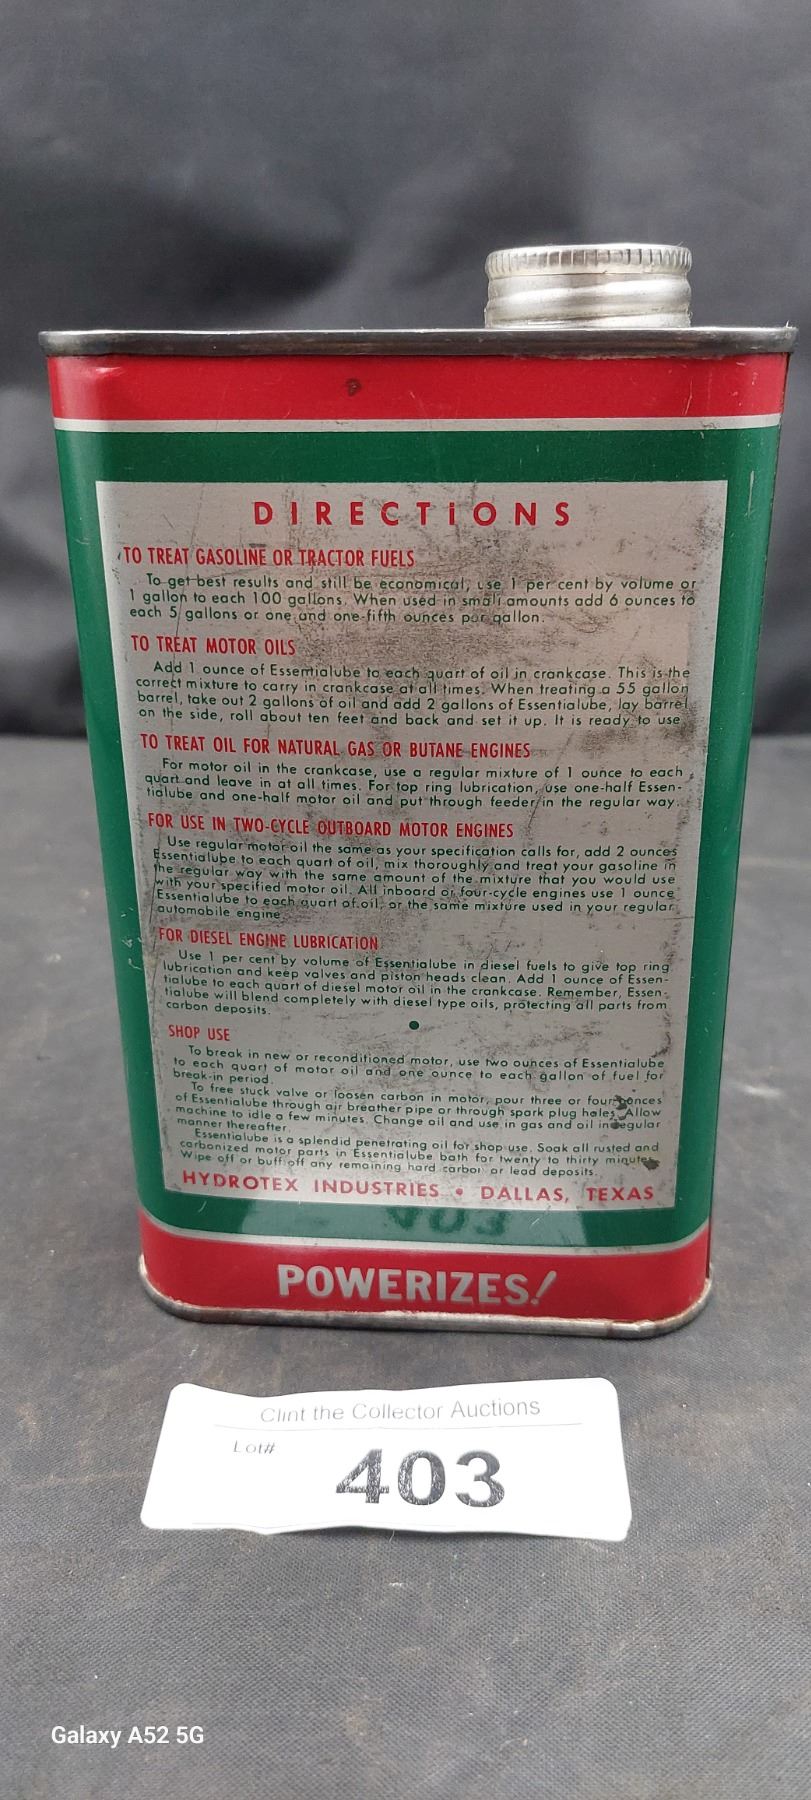 DIRECTIONS
TO TREAT GASOLINE OR TRACTOR FUELS
To get best results and still be economical, use 1 per cent by volume or
1 gallon to each 100 gallons. When used in small amounts add 6 ounces to
each 5 gallons or one and one-fifth ounces per gallon.
TO TREAT MOTOR OILS
Add 1 ounce of Essentialube to each quart of oil in crankcase. This is the
correct mixture to carry in crankcase at all times. When treating a 55 gallon
barrel, take out 2 gallons of oil and add 2 gallons of Essentialube, lay barrel
on the side, roll about ten feet and back and set it up. It is ready to use
TO TREAT OIL FOR NATURAL GAS OR BUTANE ENGINES
For motor oil in the crankcase, use a regular mixture of 1 ounce to each
quart and leave in at all times. For top ring lubrication, use one-half Essen-
tialube and one-half motor oil and put through feeder in the regular way.
FOR USE IN TWO-CYCLE OUTBOARD MOTOR ENGINES
Use regular motor oil the same as your specification calls for, add 2 ounces
Essentialube to each quart of oil, mix thoroughly and treat your gasoline in
the regular way with the same amount of the mixture that you would use
with your specified motor oil. All inboard or four-cycle engines use 1 ounce
Essentialube to each quart of oil, or the same mixture used in your regular
automobile engine.
FOR DIESEL ENGINE LUBRICATION
Use 1 per cent by volume of Essentialube in diesel fuels to give top ring
lubrication and keep valves and piston heads clean. Add 1 ounce of Essen-
tialube to each quart of diesel motor oil in the crankcase. Remember, Essen-
tialube will blend completely with diesel type oils, protecting all parts from
carbon deposits.
SHOP USE
To break in new or reconditioned motor, use two ounces of Essentialube
to each quart of motor oil and one ounce to each gallon of fuel for
break-in period.
To free stuck valve or loosen carbon in motor, pour three or four ounces
of Essentialube through air breather pipe or through spark plug holes. Allow
machine to idle a few minutes. Change oil and use in gas and oil in regular
manner thereafter.
Essentialube is a splendid penetrating oil for shop use. Soak all rusted and
carbonized motor parts in Essentialube bath for twenty to thirty minutes.
Wipe off or buff off any remaining hard carbon or lead deposits.
HYDROTEX INDUSTRIES • DALLAS, TEXAS
POWERIZES!
Clint the Collector Auctions
Lot# 403
Galaxy A52 5G